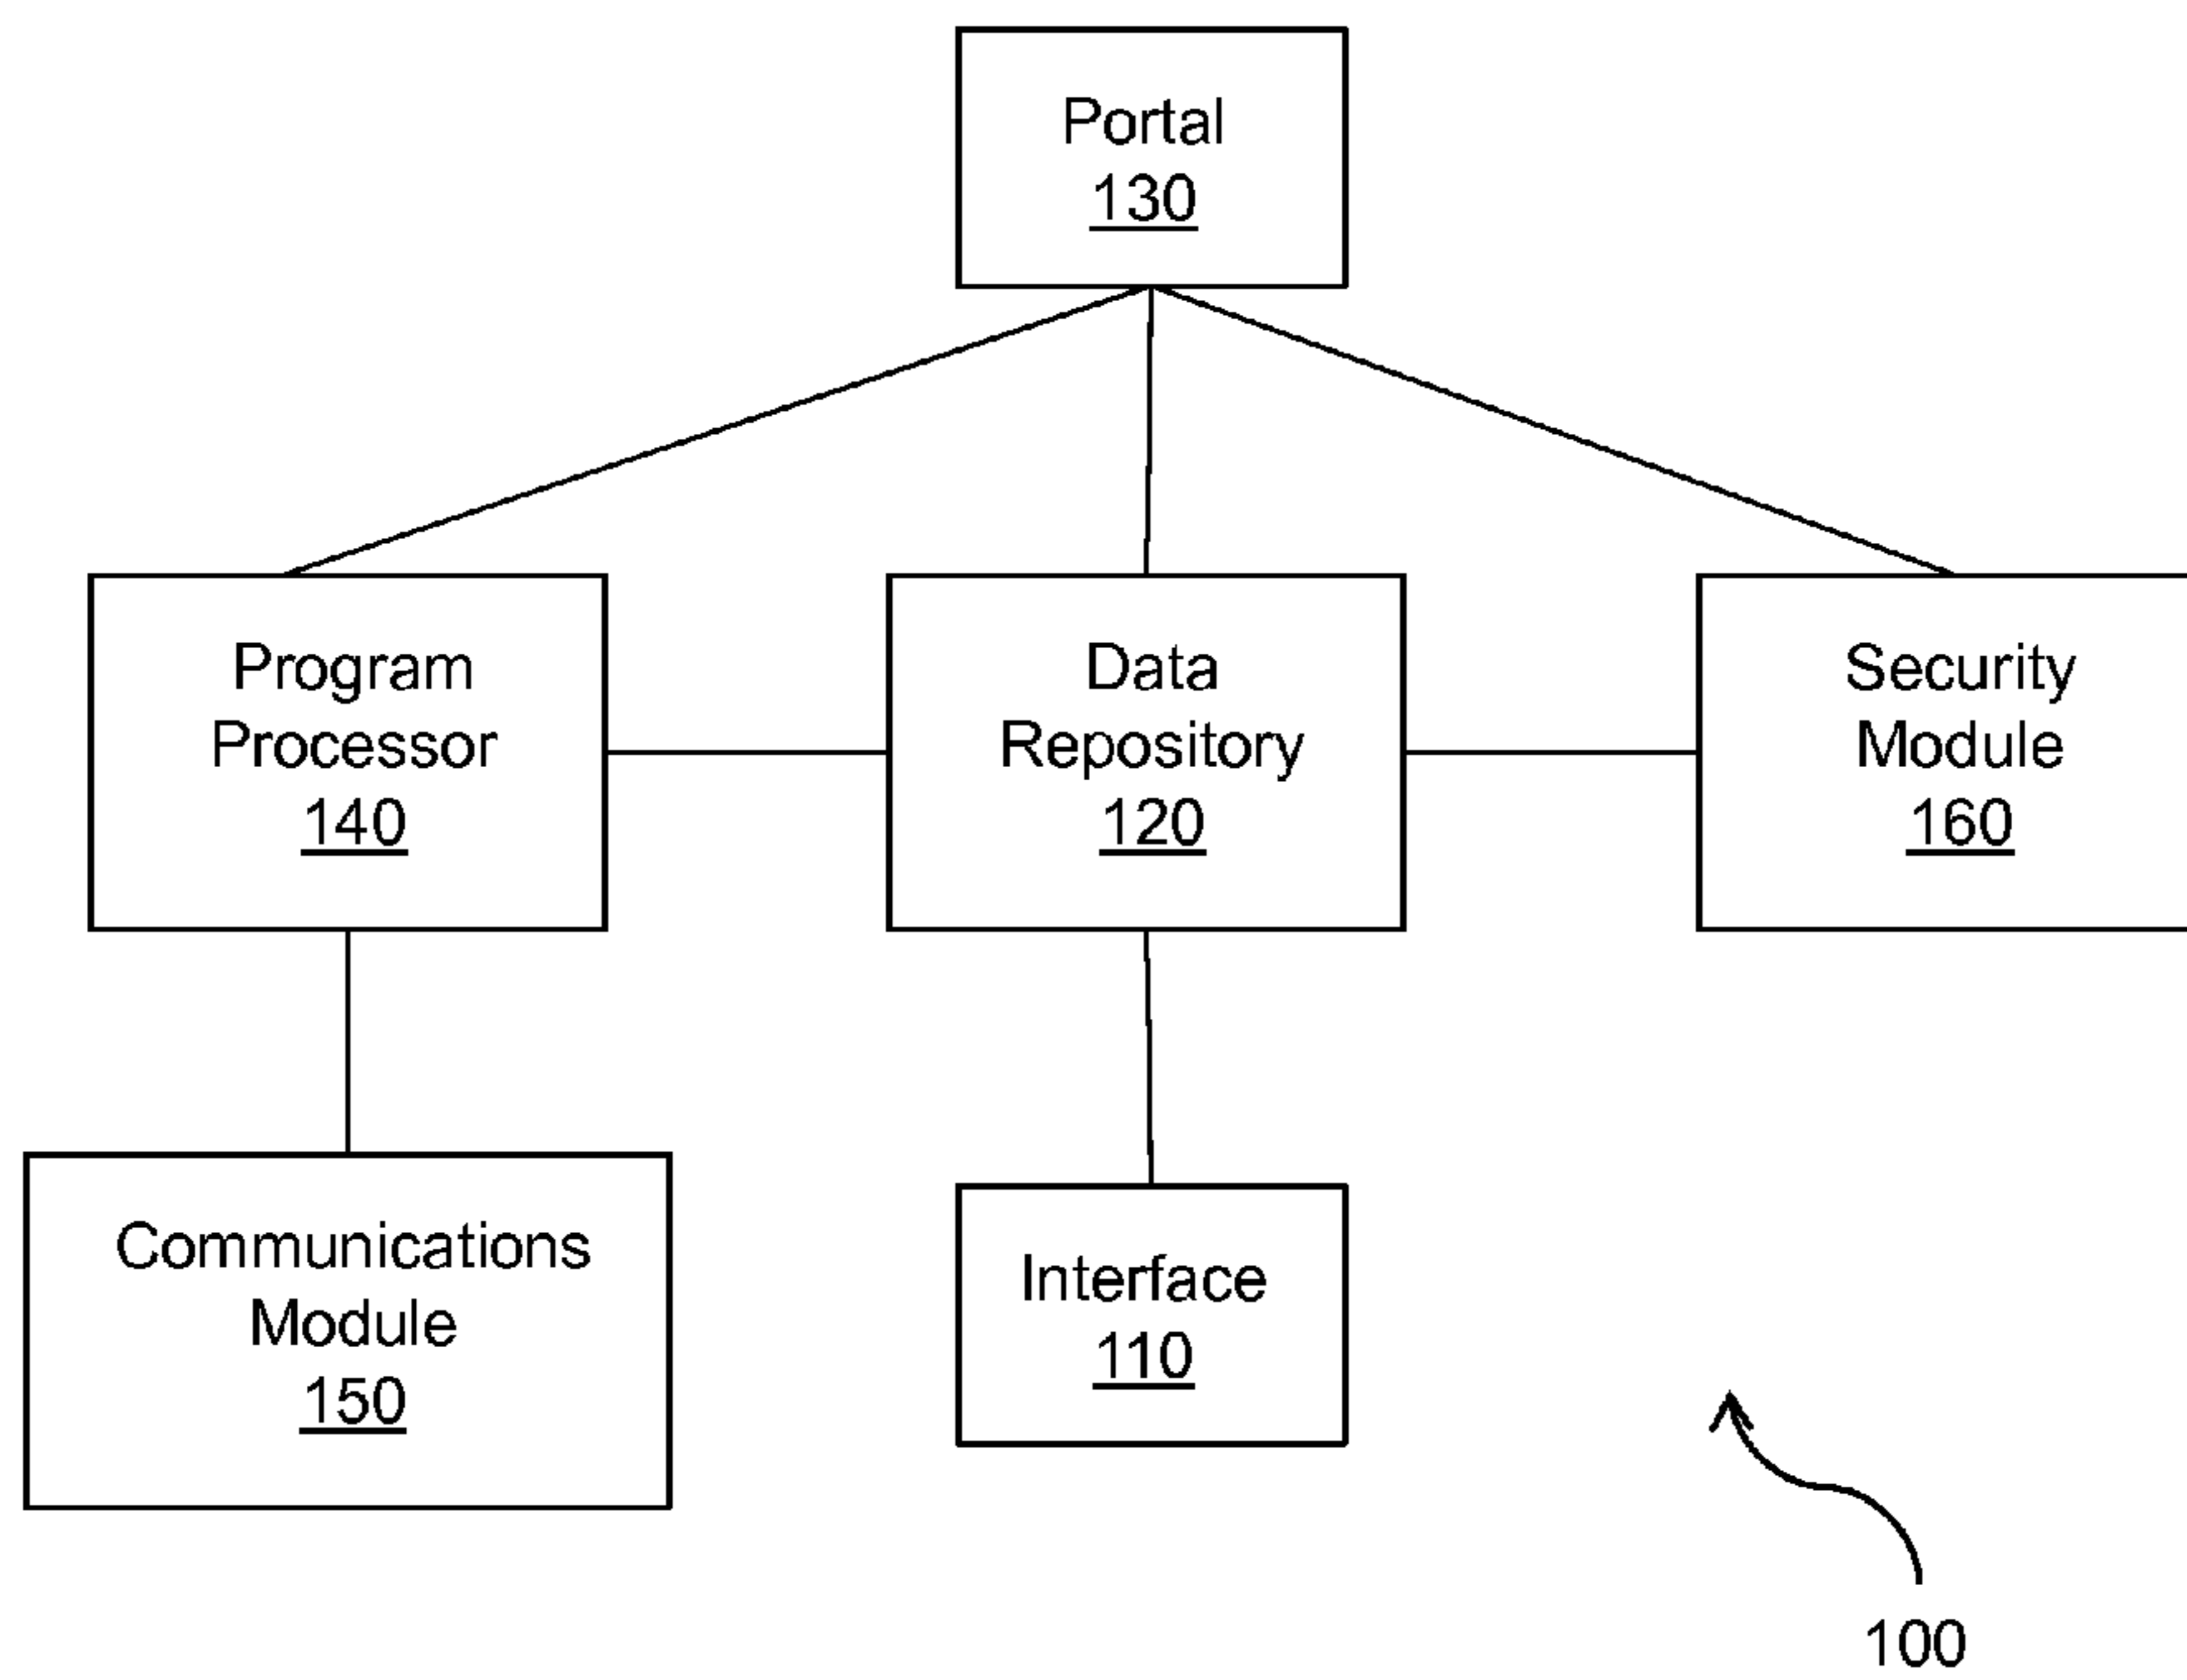 Portal
130
Program
Processor
140
Data
Repository
120
Security
Module
160
Communications
Module
150
Interface
110
100